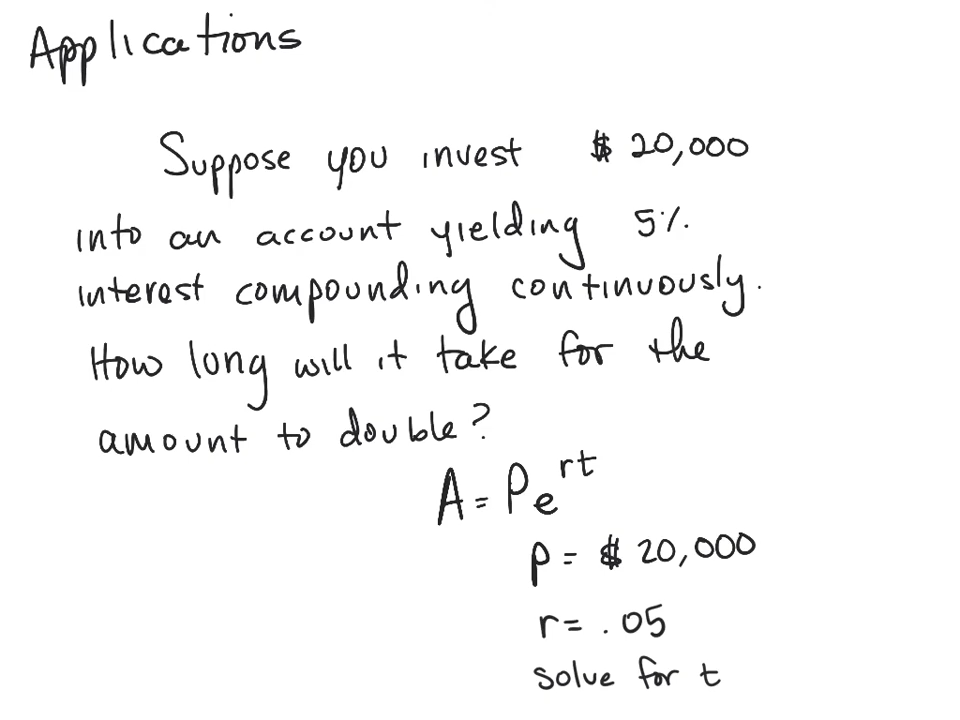 Applications
Suppose you invest $ 20,000
into an account yielding 5%
interest compounding continuously.
How long will it take for the
amount to double?
A = Pe^rt
P = $ 20,000
r = .05
solve for t